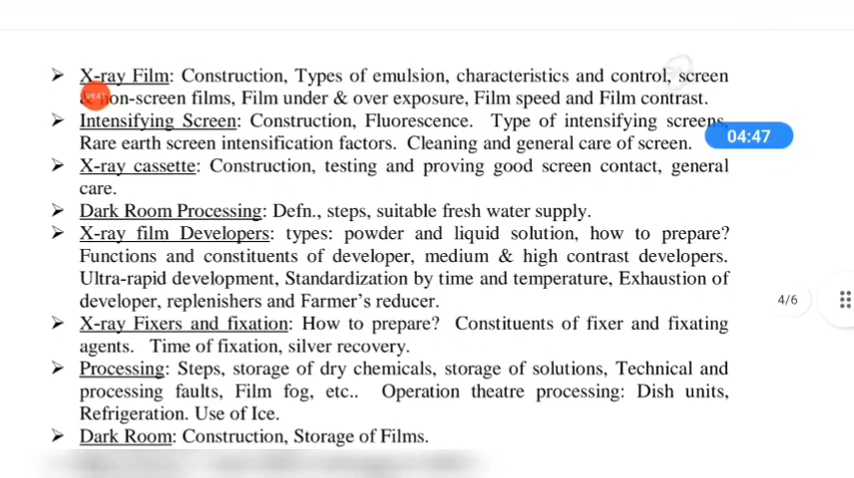 ➢ X-ray Film: Construction, Types of emulsion, characteristics and control, screen
& non-screen films, Film under & over exposure, Film speed and Film contrast.
➢ Intensifying Screen: Construction, Fluorescence. Type of intensifying screens,
Rare earth screen intensification factors. Cleaning and general care of screen.
04:47
➢ X-ray cassette: Construction, testing and proving good screen contact, general
care.
➢ Dark Room Processing: Defn., steps, suitable fresh water supply.
➢ X-ray film Developers: types: powder and liquid solution, how to prepare?
Functions and constituents of developer, medium & high contrast developers.
Ultra-rapid development, Standardization by time and temperature, Exhaustion of
developer, replenishers and Farmer's reducer.
4/6
➢ X-ray Fixers and fixation: How to prepare? Constituents of fixer and fixating
agents. Time of fixation, silver recovery.
➢ Processing: Steps, storage of dry chemicals, storage of solutions, Technical and
processing faults, Film fog, etc.. Operation theatre processing: Dish units,
Refrigeration. Use of Ice.
➢ Dark Room: Construction, Storage of Films.